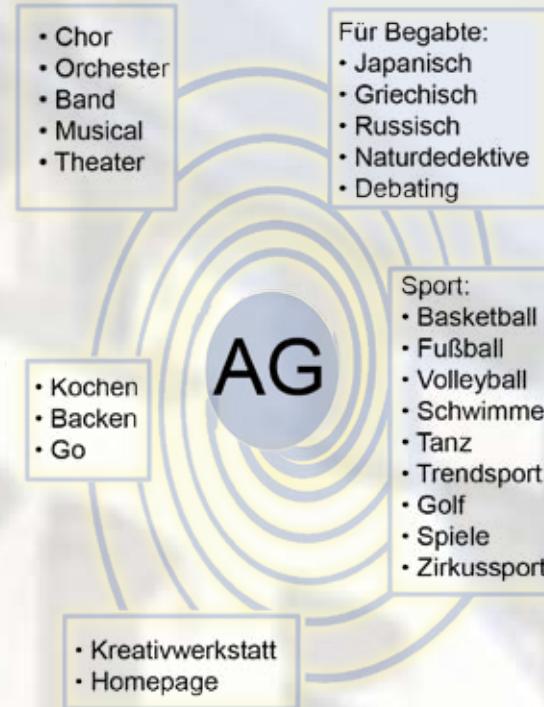 • Chor
• Orchester
• Band
• Musical
• Theater
Für Begabte:
• Japanisch
• Griechisch
• Russisch
• Naturdedektive
• Debating
AG
Sport:
• Basketball
• Fußball
• Volleyball
• Schwimme
• Tanz
• Trendsport
• Golf
• Spiele
• Zirkussport
• Kochen
• Backen
• Go
• Kreativwerkstatt
• Homepage